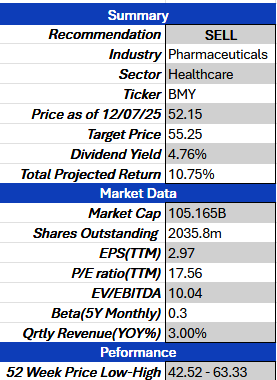 Summary
Recommendation SELL
Industry Pharmaceuticals
Sector Healthcare
Ticker BMY
Price as of 12/07/25 52.15
Target Price 55.25
Dividend Yield 4.76%
Total Projected Return 10.75%
Market Data
Market Cap 105.165B
Shares Outstanding 2035.8m
EPS(TTM) 2.97
P/E ratio(TTM) 17.56
EV/EBITDA 10.04
Beta(5Y Monthly) 0.3
Qrtly Revenue(YOY%) 3.00%
Peformance
52 Week Price Low-High 42.52 - 63.33